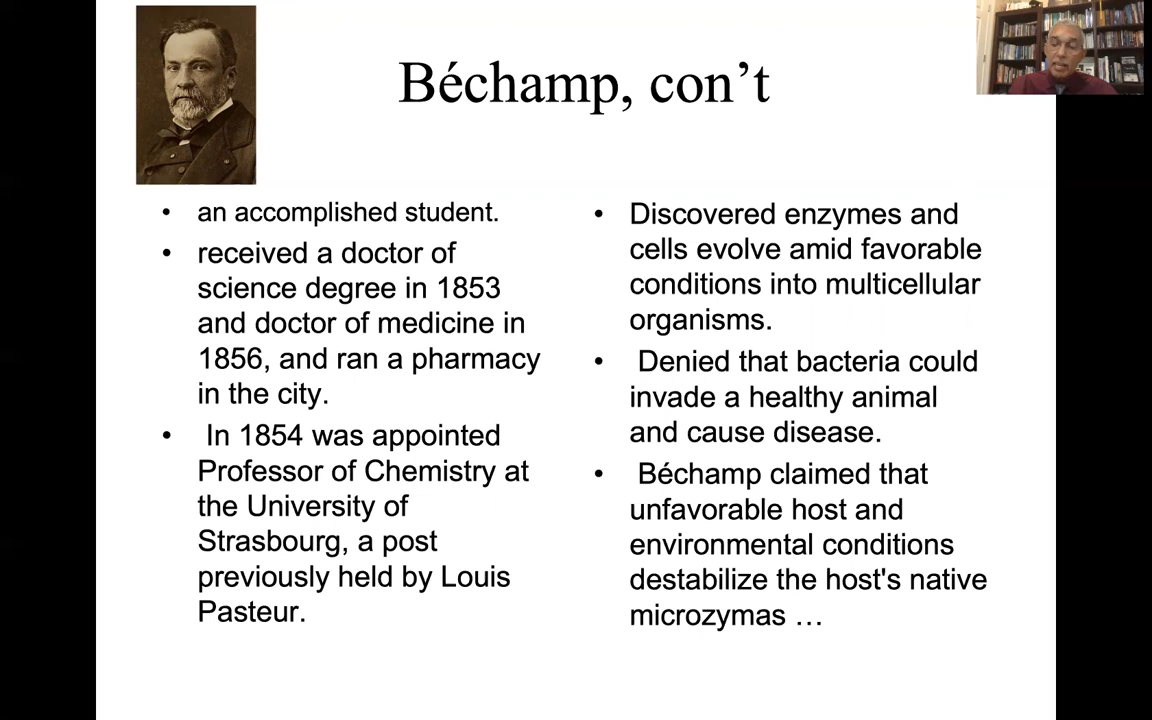 Béchamp, con’t
• an accomplished student.
• received a doctor of
science degree in 1853
and doctor of medicine in
1856, and ran a pharmacy
in the city.
• In 1854 was appointed
Professor of Chemistry at
the University of
Strasbourg, a post
previously held by Louis
Pasteur.
• Discovered enzymes and
cells evolve amid favorable
conditions into multicellular
organisms.
• Denied that bacteria could
invade a healthy animal
and cause disease.
• Béchamp claimed that
unfavorable host and
environmental conditions
destabilize the host's native
microzymas …